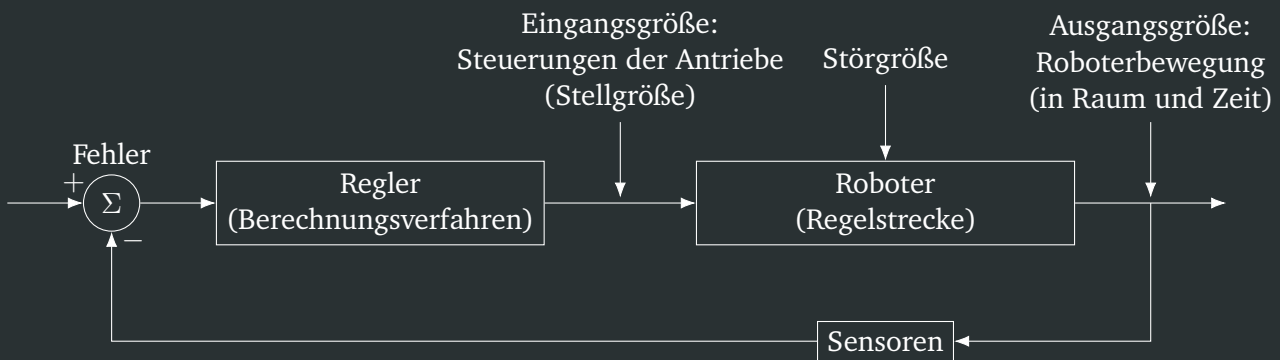 Eingangsgröße:
Steuerungen der Antriebe
(Stellgröße)
Störgröße
Ausgangsgröße:
Roboterbewegung
(in Raum und Zeit)
Fehler
+
Σ
−
Regler
(Berechnungsverfahren)
Roboter
(Regelstrecke)
Sensoren